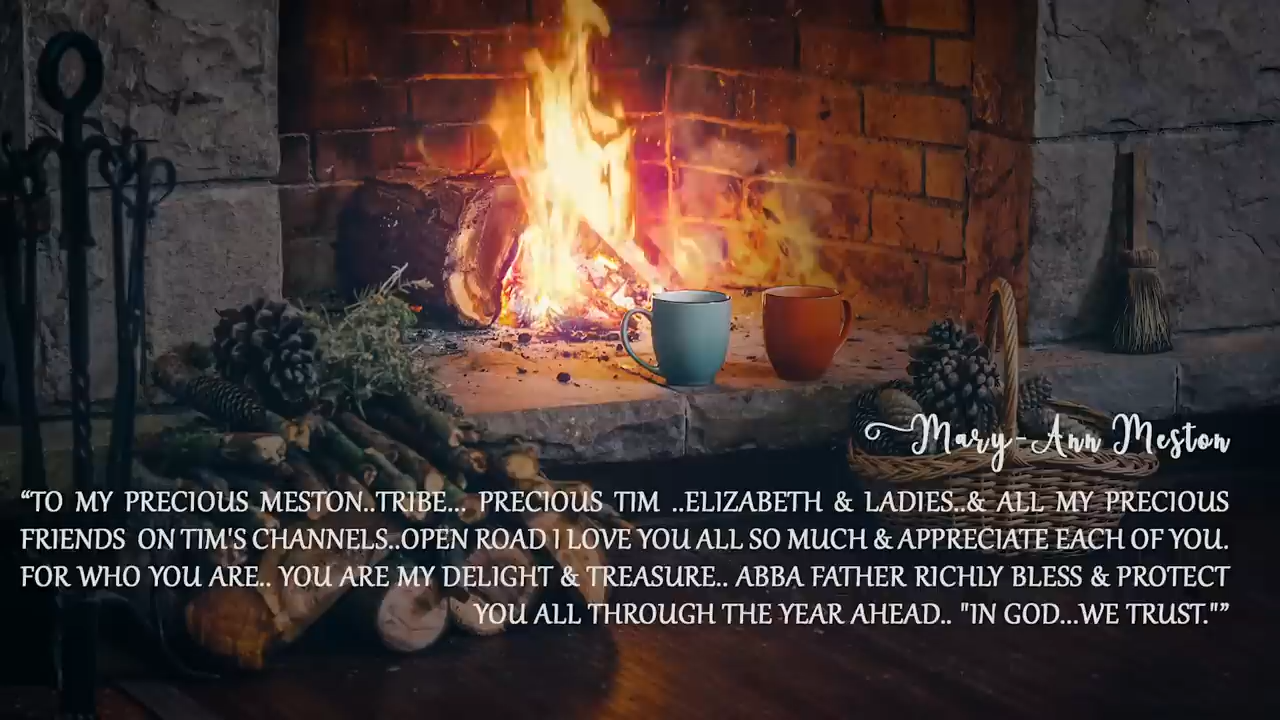 Mary-Ann Meston
“TO MY PRECIOUS MESTON..TRIBE... PRECIOUS TIM ..ELIZABETH & LADIES..& ALL MY PRECIOUS
FRIENDS ON TIM'S CHANNELS..OPEN ROAD I LOVE YOU ALL SO MUCH & APPRECIATE EACH OF YOU.
FOR WHO YOU ARE.. YOU ARE MY DELIGHT & TREASURE.. ABBA FATHER RICHLY BLESS & PROTECT
YOU ALL THROUGH THE YEAR AHEAD.. "IN GOD...WE TRUST."”